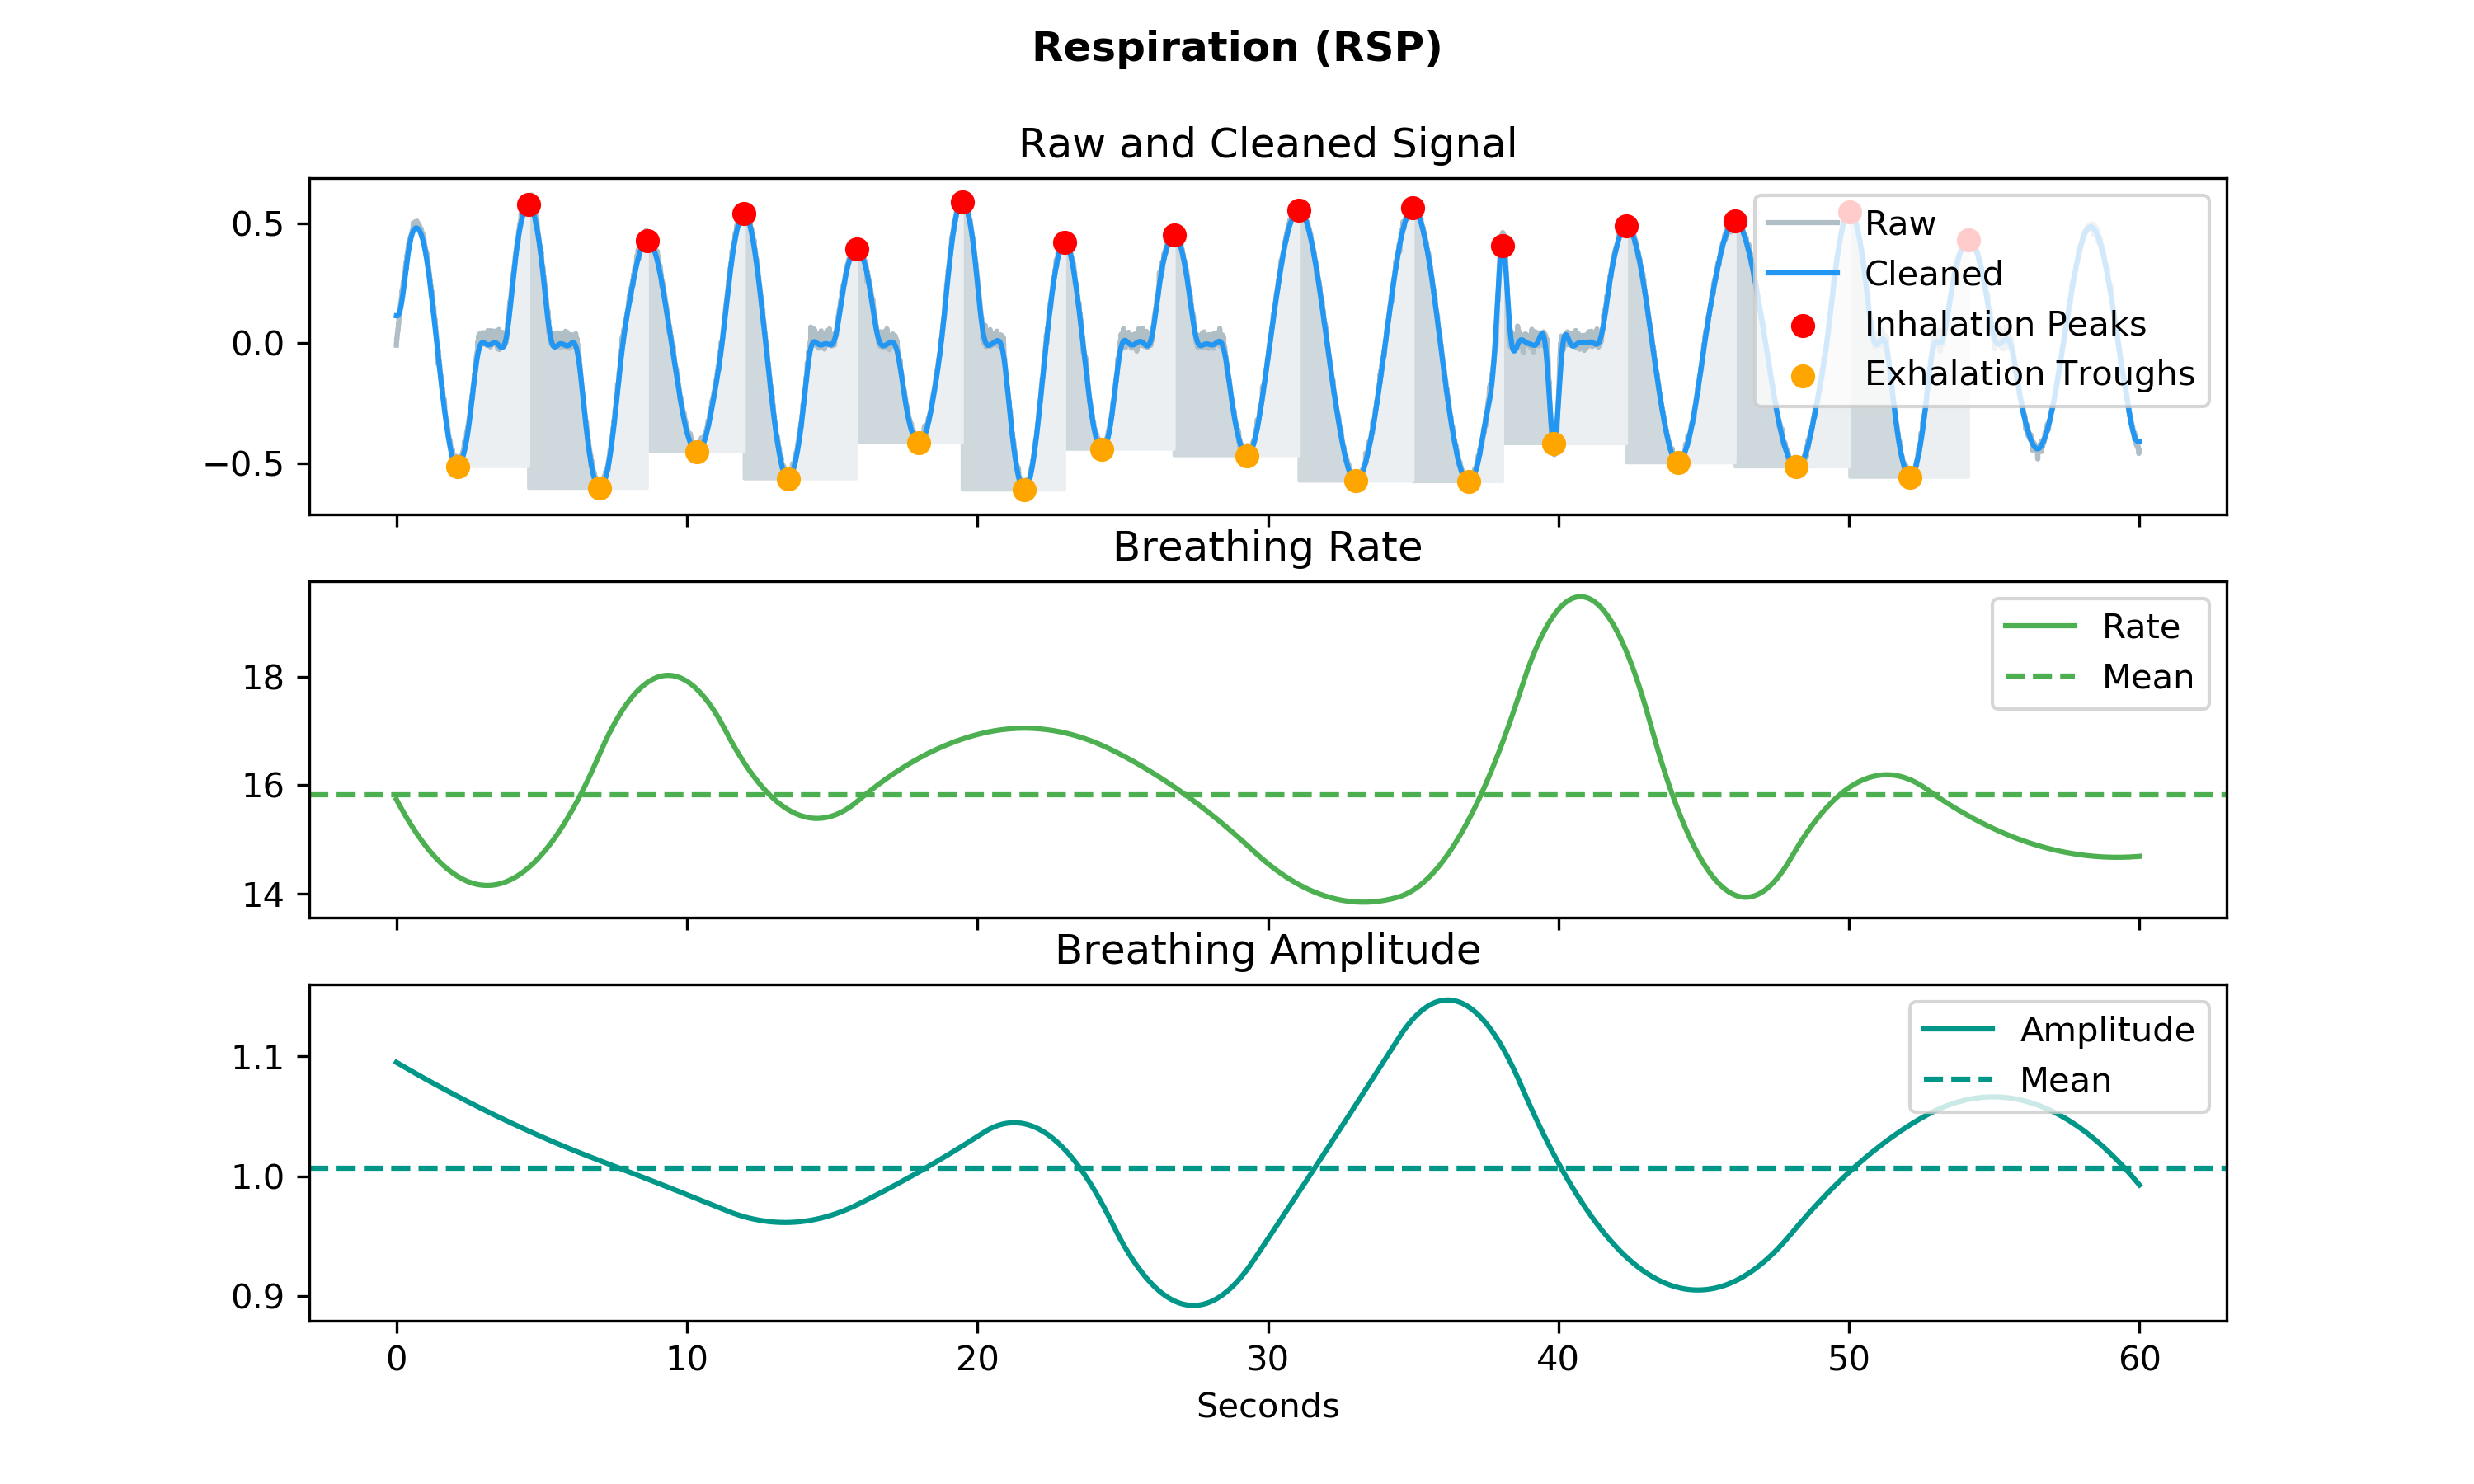 Respiration (RSP)
Raw and Cleaned Signal
0.5
0.0
−0.5
Raw
Cleaned
Inhalation Peaks
Exhalation Troughs
Breathing Rate
18
16
14
Rate
Mean
Breathing Amplitude
1.1
1.0
0.9
Amplitude
Mean
0 10 20 30 40 50 60
Seconds